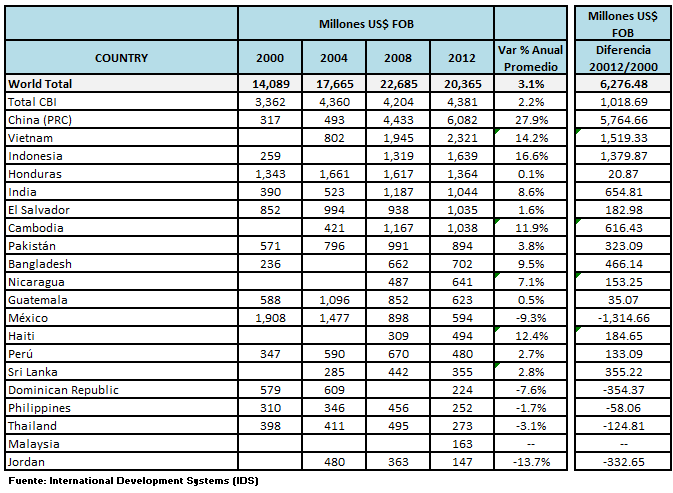 Millones US$ FOB Millones US$ FOB
COUNTRY 2000 2004 2008 2012 Var % Anual Promedio Diferencia 20012/2000
World Total 14,089 17,665 22,685 20,365 3.1% 6,276.48
Total CBI 3,362 4,360 4,204 4,381 2.2% 1,018.69
China (PRC) 317 493 4,433 6,082 27.9% 5,764.66
Vietnam 802 1,945 2,321 14.2% 1,519.33
Indonesia 259 1,319 1,639 16.6% 1,379.87
Honduras 1,343 1,661 1,617 1,364 0.1% 20.87
India 390 523 1,187 1,044 8.6% 654.81
El Salvador 852 994 938 1,035 1.6% 182.98
Cambodia 421 1,167 1,038 11.9% 616.43
Pakistán 571 796 991 894 3.8% 323.09
Bangladesh 236 662 702 9.5% 466.14
Nicaragua 487 641 7.1% 153.25
Guatemala 588 1,096 852 623 0.5% 35.07
México 1,908 1,477 898 594 -9.3% -1,314.66
Haiti 309 494 12.4% 184.65
Perú 347 590 670 480 2.7% 133.09
Sri Lanka 285 442 355 2.8% 355.22
Dominican Republic 579 609 224 -7.6% -354.37
Philippines 310 346 456 252 -1.7% -58.06
Thailand 398 411 495 273 -3.1% -124.81
Malaysia 163 -- --
Jordan 480 363 147 -13.7% -332.65
Fuente: International Development Systems (IDS)